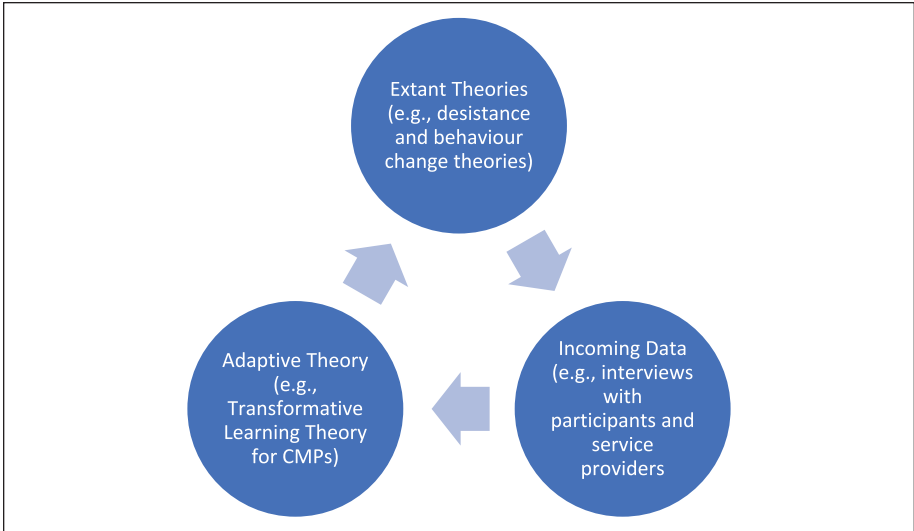 Extant Theories
(e.g., desistance
and behaviour
change theories)
Incoming Data
(e.g., interviews
with
participants and
service
providers
Adaptive Theory
(e.g.,
Transformative
Learning Theory
for CMPs)